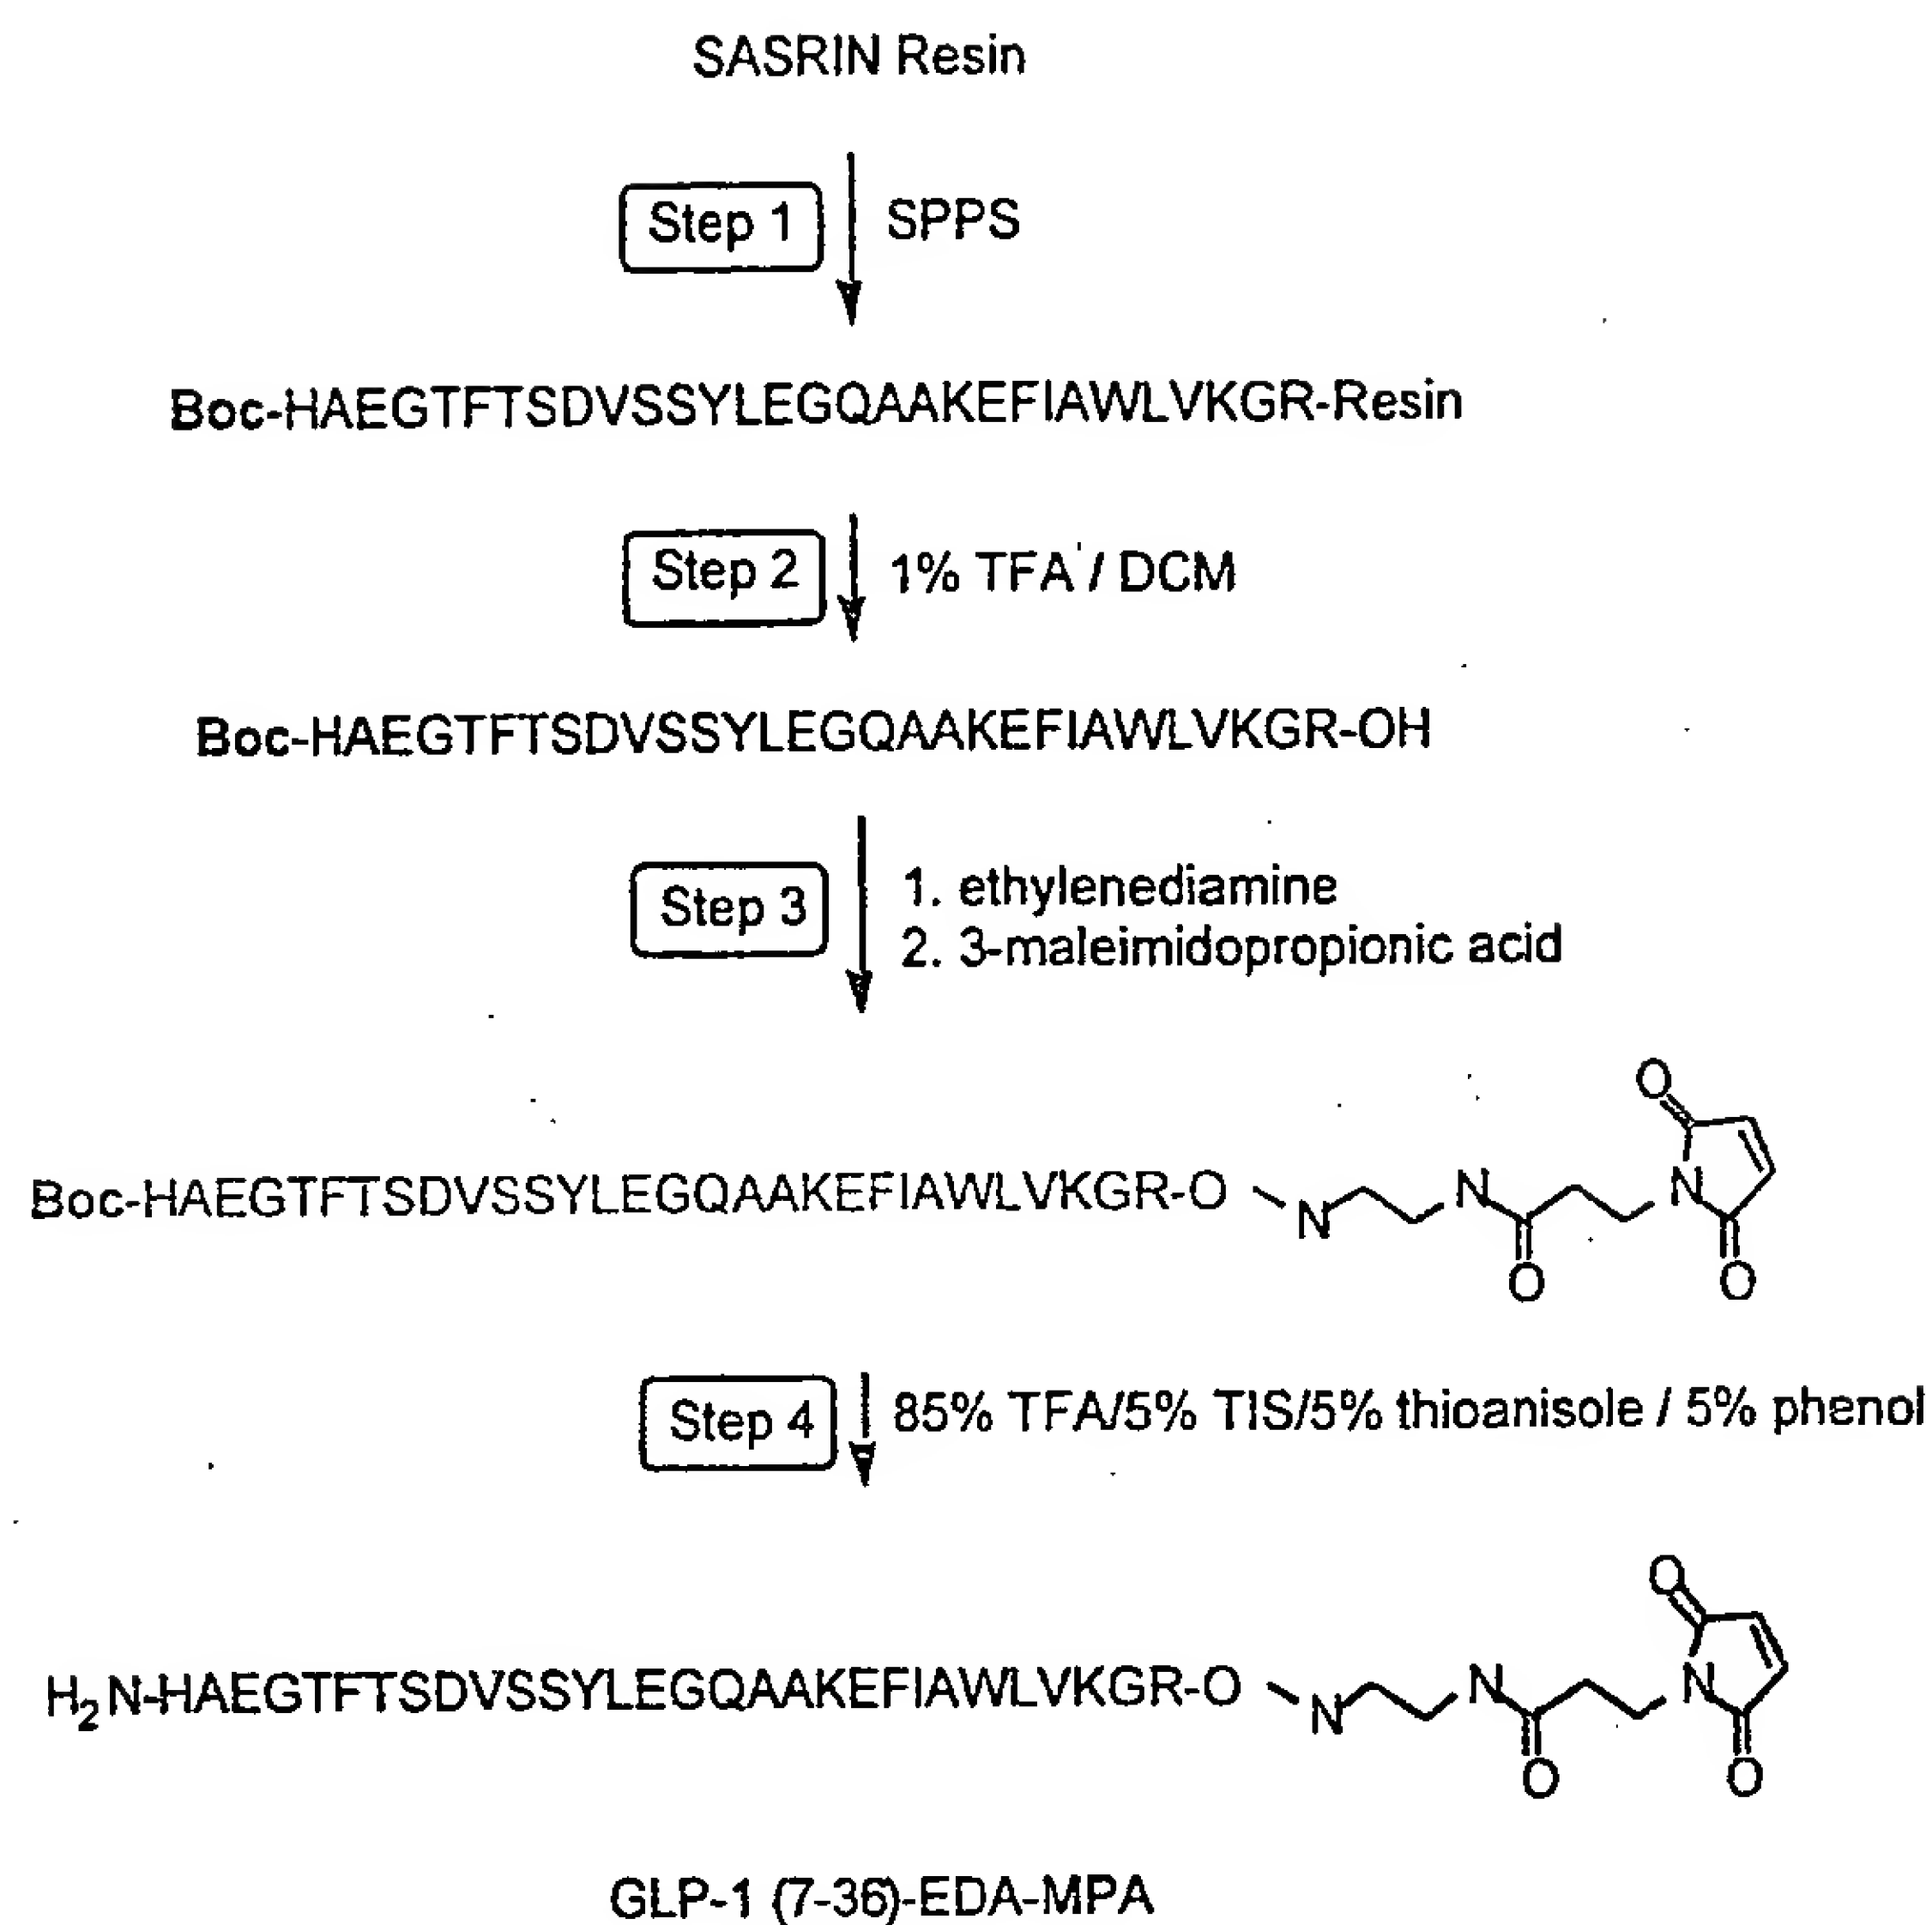 SASRIN Resin
Step 1
SPPS
Boc-HAEGTFTSDVSSYLEGQAAKEFIAWLVKGR-Resin
Step 2
1% TFA / DCM
Boc-HAEGTFTSDVSSYLEGQAAKEFIAWLVKGR-OH
Step 3
1. ethylenediamine
2. 3-maleimidopropionic acid
Boc-HAEGTFTSDVSSYLEGQAAKEFIAWLVKGR-O N N O N O O
Step 4
85% TFA/5% TIS/5% thioanisole / 5% phenol
H2N-HAEGTFTSDVSSYLEGQAAKEFIAWLVKGR-O N N O N O O
GLP-1 (7-36)-EDA-MPA